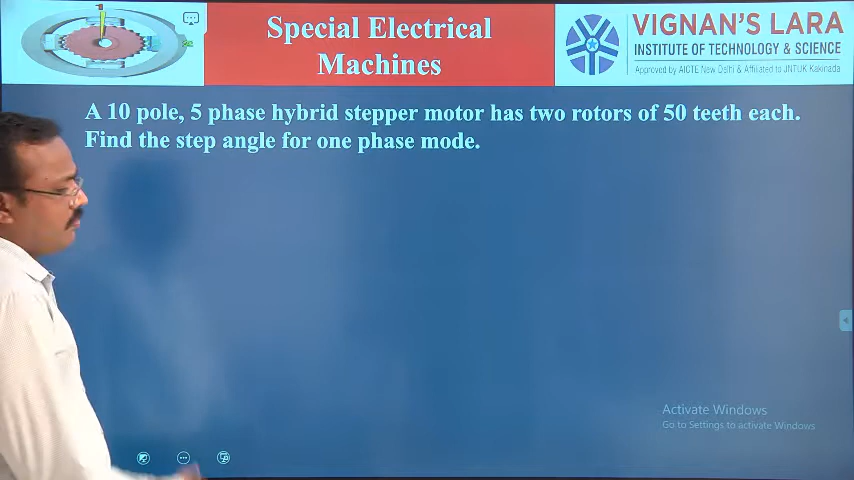 Special Electrical
Machines
VIGNAN'S LARA
INSTITUTE OF TECHNOLOGY & SCIENCE
Approved by AICTE New Delhi & Affiliated to JNTUK Kakinada
A 10 pole, 5 phase hybrid stepper motor has two rotors of 50 teeth each.
Find the step angle for one phase mode.
Activate Windows
Go to Settings to activate Windows